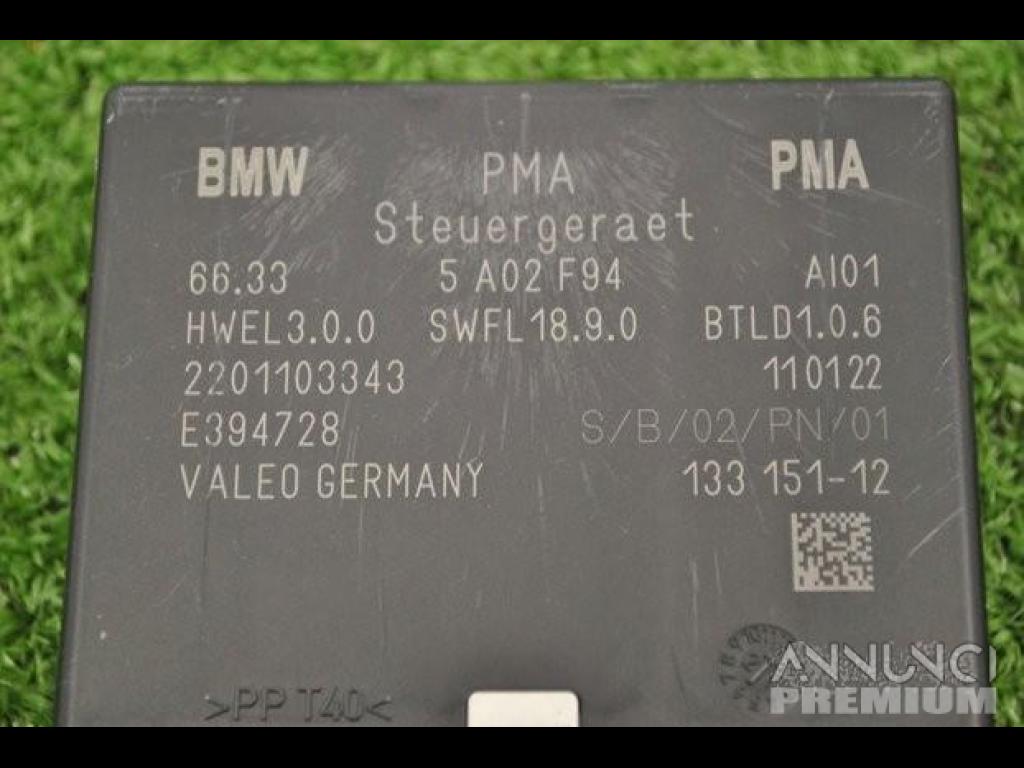 BMW PMA PMA
Steuergeraet
66.33 5 A02 F94 AI01
HWEL3.0.0 SWFL18.9.0 BTLD1.0.6
2201103343 110122
E394728 S/B/02/PN/01
VALEO GERMANY 133 151-12
>PP T40<
ANNUNCI
PREMIUM